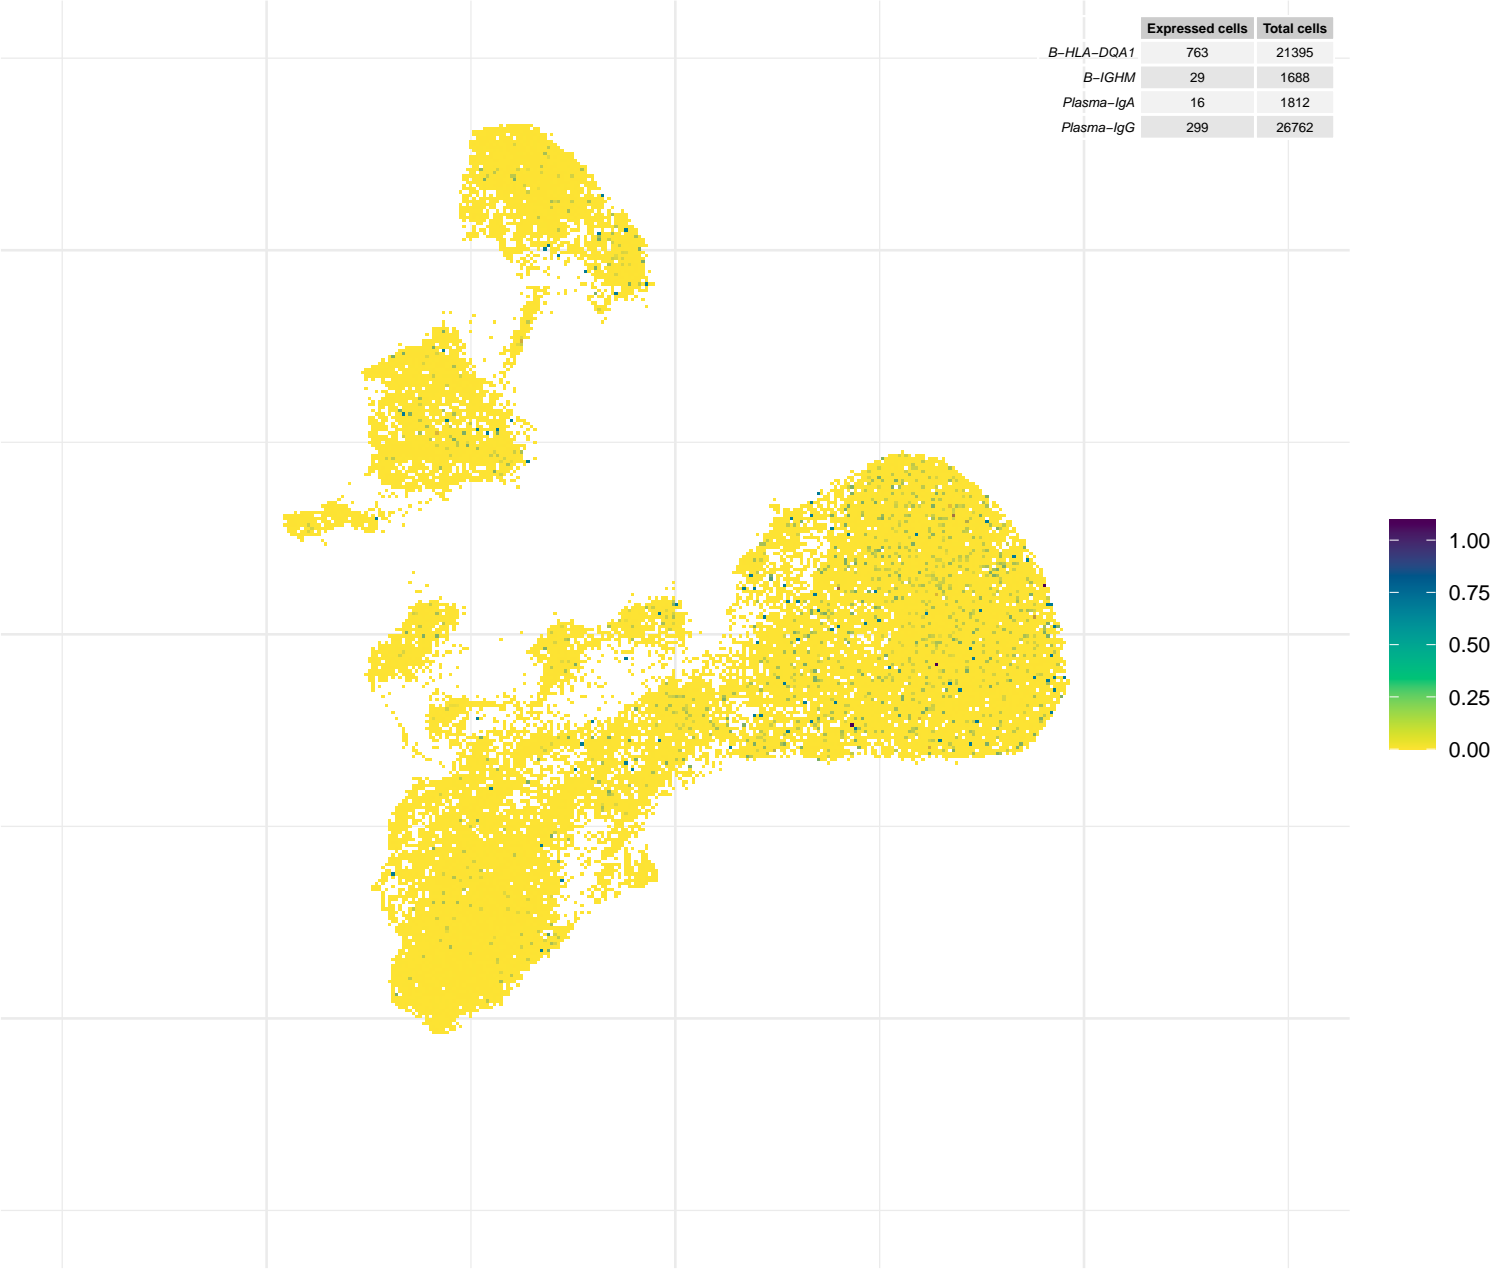 Expressed cells Total cells
B−HLA−DQA1 763 21395
B−IGHM 29 1688
Plasma−IgA 16 1812
Plasma−IgG 299 26762
1.00
0.75
0.50
0.25
0.00